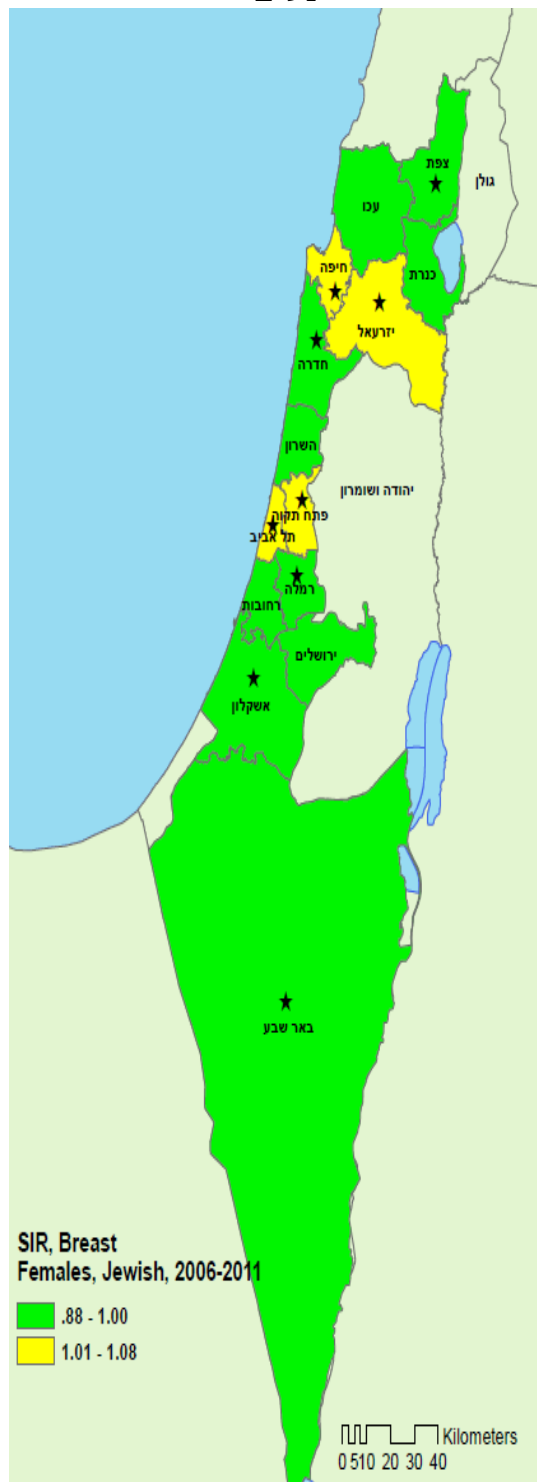 צפת
גולן
עכו
חיפה
כנרת
יזרעאל
חדרה
השרון
יהודה ושומרון
פתח תקוה
תל אביב
רמלה
רחובות
ירושלים
אשקלון
באר שבע
SIR, Breast
Females, Jewish, 2006-2011
.88 - 1.00
1.01 - 1.08
Kilometers
0 510 20 30 40